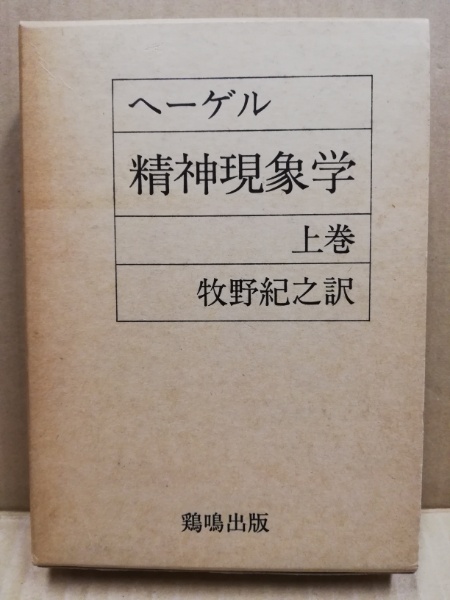 ヘーゲル
精神現象学
上巻
牧野紀之訳
鶏鳴出版